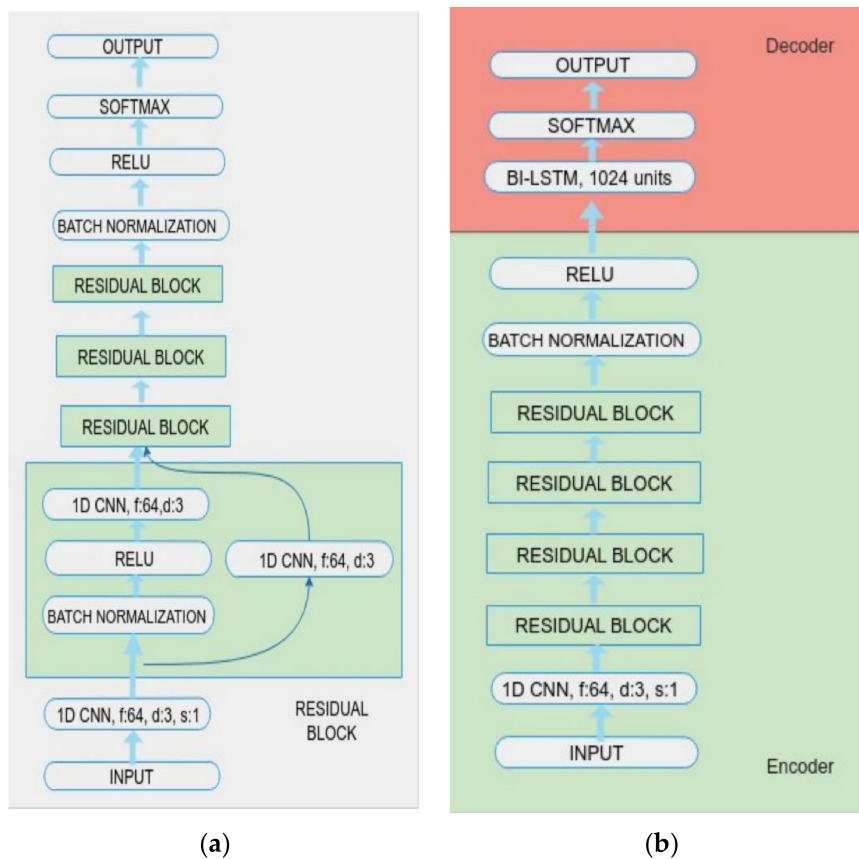 OUTPUT
SOFTMAX
RELU
BATCH NORMALIZATION
RESIDUAL BLOCK
RESIDUAL BLOCK
RESIDUAL BLOCK
1D CNN, f:64,d:3
RELU
1D CNN, f:64, d:3
BATCH NORMALIZATION
1D CNN, f:64, d:3, s:1
RESIDUAL
BLOCK
INPUT
(a)
Decoder
OUTPUT
SOFTMAX
BI-LSTM, 1024 units
RELU
BATCH NORMALIZATION
RESIDUAL BLOCK
RESIDUAL BLOCK
RESIDUAL BLOCK
RESIDUAL BLOCK
1D CNN, f:64, d:3, s:1
INPUT
Encoder
(b)